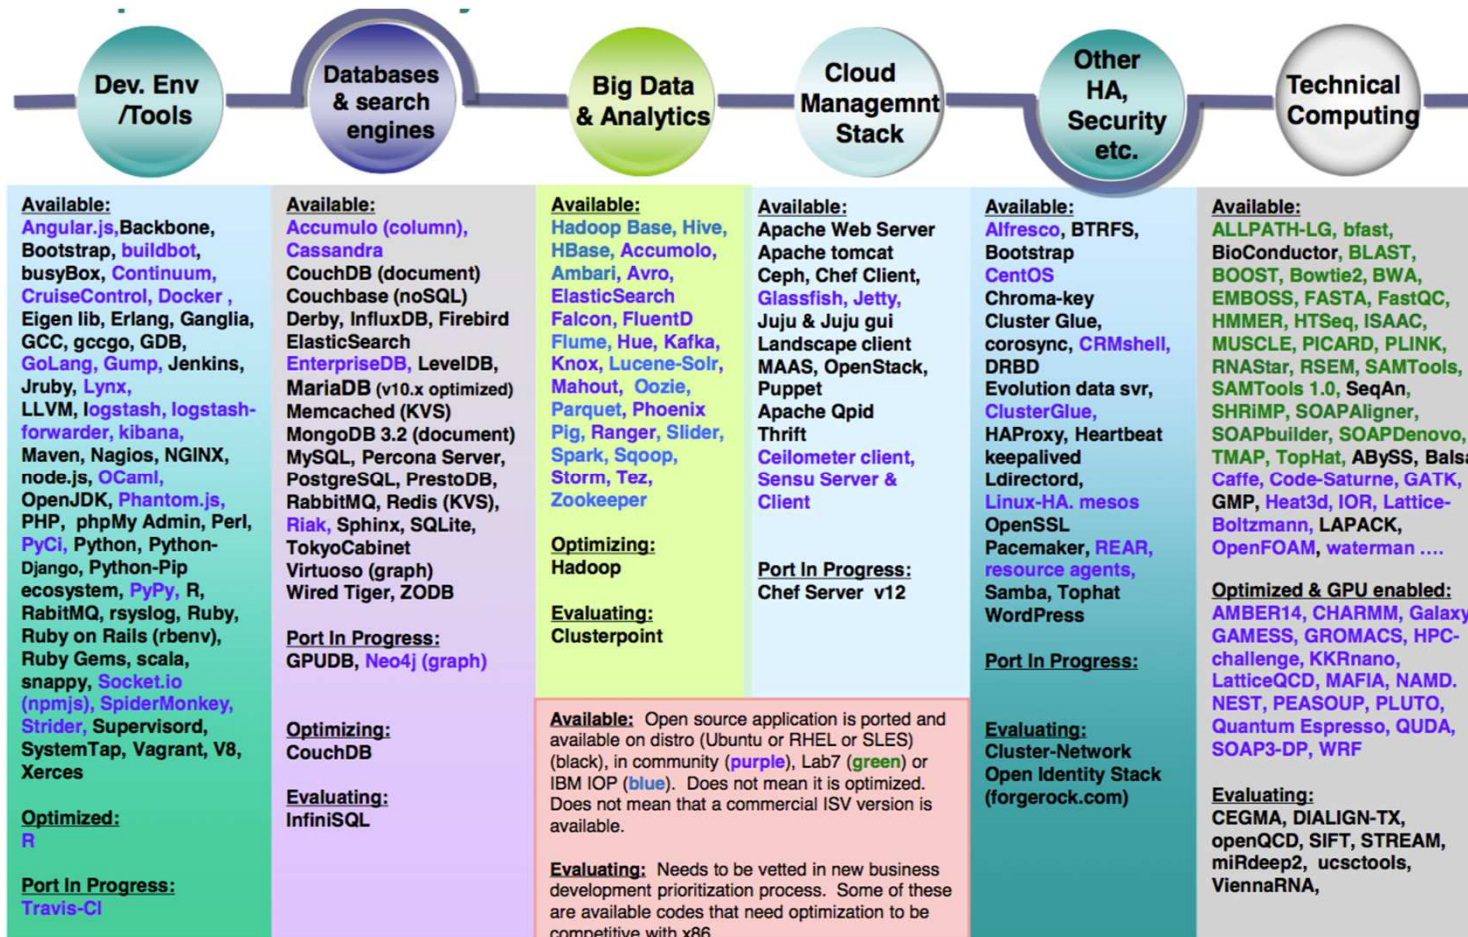 Dev. Env
/Tools
Databases
& search
engines
Big Data
& Analytics
Cloud
Managemnt
Stack
Other
HA,
Security
etc.
Technical
Computing
Available:
Angular.js,Backbone,
Bootstrap, buildbot,
busyBox, Continuum,
CruiseControl, Docker ,
Eigen lib, Erlang, Ganglia,
GCC, gccgo, GDB,
GoLang, Gump, Jenkins,
Jruby, Lynx,
LLVM, logstash, logstash-
forwarder, kibana,
Maven, Nagios, NGINX,
node.js, OCaml,
OpenJDK, Phantom.js,
PHP, phpMy Admin, Perl,
PyCi, Python, Python-
Django, Python-Pip
ecosystem, PyPy, R,
RabitMQ, rsyslog, Ruby,
Ruby on Rails (rbenv),
Ruby Gems, scala,
snappy, Socket.io
(npmjs), SpiderMonkey,
Strider, Supervisord,
SystemTap, Vagrant, V8,
Xerces
Optimized:
R
Port In Progress:
Travis-CI
Available:
Accumulo (column),
Cassandra
CouchDB (document)
Couchbase (noSQL)
Derby, InfluxDB, Firebird
ElasticSearch
EnterpriseDB, LevelDB,
MariaDB (v10.x optimized)
Memcached (KVS)
MongoDB 3.2 (document)
MySQL, Percona Server,
PostgreSQL, PrestoDB,
RabbitMQ, Redis (KVS),
Riak, Sphinx, SQLite,
TokyoCabinet
Virtuoso (graph)
Wired Tiger, ZODB
Port In Progress:
GPUDB, Neo4j (graph)
Optimizing:
CouchDB
Evaluating:
InfiniSQL
Available:
Hadoop Base, Hive,
HBase, Accumolo,
Ambari, Avro,
ElasticSearch
Falcon, FluentD
Flume, Hue, Kafka,
Knox, Lucene-Solr,
Mahout, Oozie,
Parquet, Phoenix
Pig, Ranger, Slider,
Spark, Sqoop,
Storm, Tez,
Zookeeper
Optimizing:
Hadoop
Evaluating:
Clusterpoint
Available:
Apache Web Server
Apache tomcat
Ceph, Chef Client,
Glassfish, Jetty,
Juju & Juju gui
Landscape client
MAAS, OpenStack,
Puppet
Apache Qpid
Thrift
Ceilometer client,
Sensu Server &
Client
Port In Progress:
Chef Server v12
Available: Open source application is ported and
available on distro (Ubuntu or RHEL or SLES)
(black), in community (purple), Lab7 (green) or
IBM IOP (blue). Does not mean it is optimized.
Does not mean that a commercial ISV version is
available.
Evaluating: Needs to be vetted in new business
development prioritization process. Some of these
are available codes that need optimization to be
competitive with x86
Available:
Alfresco, BTRFS,
Bootstrap
CentOS
Chroma-key
Cluster Glue,
corosync, CRMshell,
DRBD
Evolution data svr,
ClusterGlue,
HAProxy, Heartbeat
keepalived
Ldirectord,
Linux-HA. mesos
OpenSSL
Pacemaker, REAR,
resource agents,
Samba, Tophat
WordPress
Port In Progress:
Evaluating:
Cluster-Network
Open Identity Stack
(forgerock.com)
Available:
ALLPATH-LG, bfast,
BioConductor, BLAST,
BOOST, Bowtie2, BWA,
EMBOSS, FASTA, FastQC,
HMMER, HTSeq, ISAAC,
MUSCLE, PICARD, PLINK,
RNAStar, RSEM, SAMTools,
SAMTools 1.0, SeqAn,
SHRiMP, SOAPAligner,
SOAPbuilder, SOAPDenovo,
TMAP, TopHat, ABySS, Balsa
Caffe, Code-Saturne, GATK,
GMP, Heat3d, IOR, Lattice-
Boltzmann, LAPACK,
OpenFOAM, waterman ....
Optimized & GPU enabled:
AMBER14, CHARMM, Galaxy
GAMESS, GROMACS, HPC-
challenge, KKRnano,
LatticeQCD, MAFIA, NAMD.
NEST, PEASOUP, PLUTO,
Quantum Espresso, QUDA,
SOAP3-DP, WRF
Evaluating:
CEGMA, DIALIGN-TX,
openQCD, SIFT, STREAM,
miRdeep2, ucsctools,
ViennaRNA,